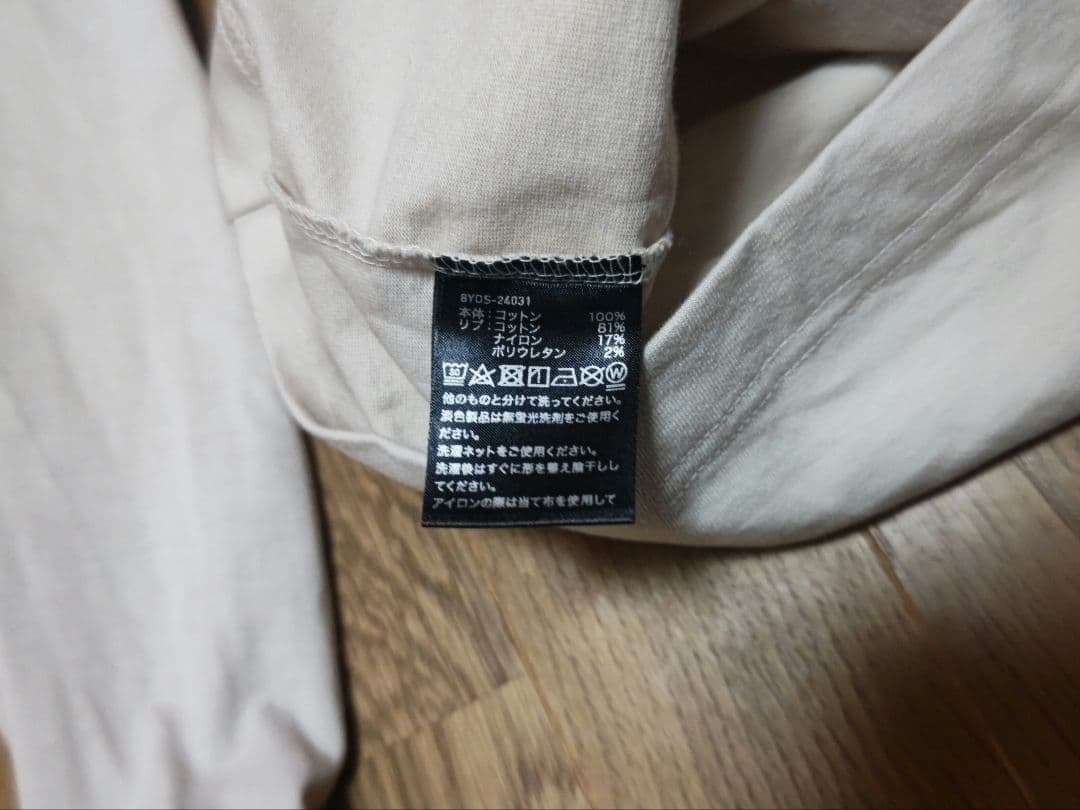 8YDS-24031
本体：コットン 100%
リブ：コットン 81%
ナイロン 17%
ポリウレタン 2%
他のものと分けて洗ってください。
淡色製品は無蛍光洗剤をご使用く
ださい。
洗濯ネットをご使用ください。
洗濯後はすぐに形を整え陰干しし
てください。
アイロンの際は当て布を使用して